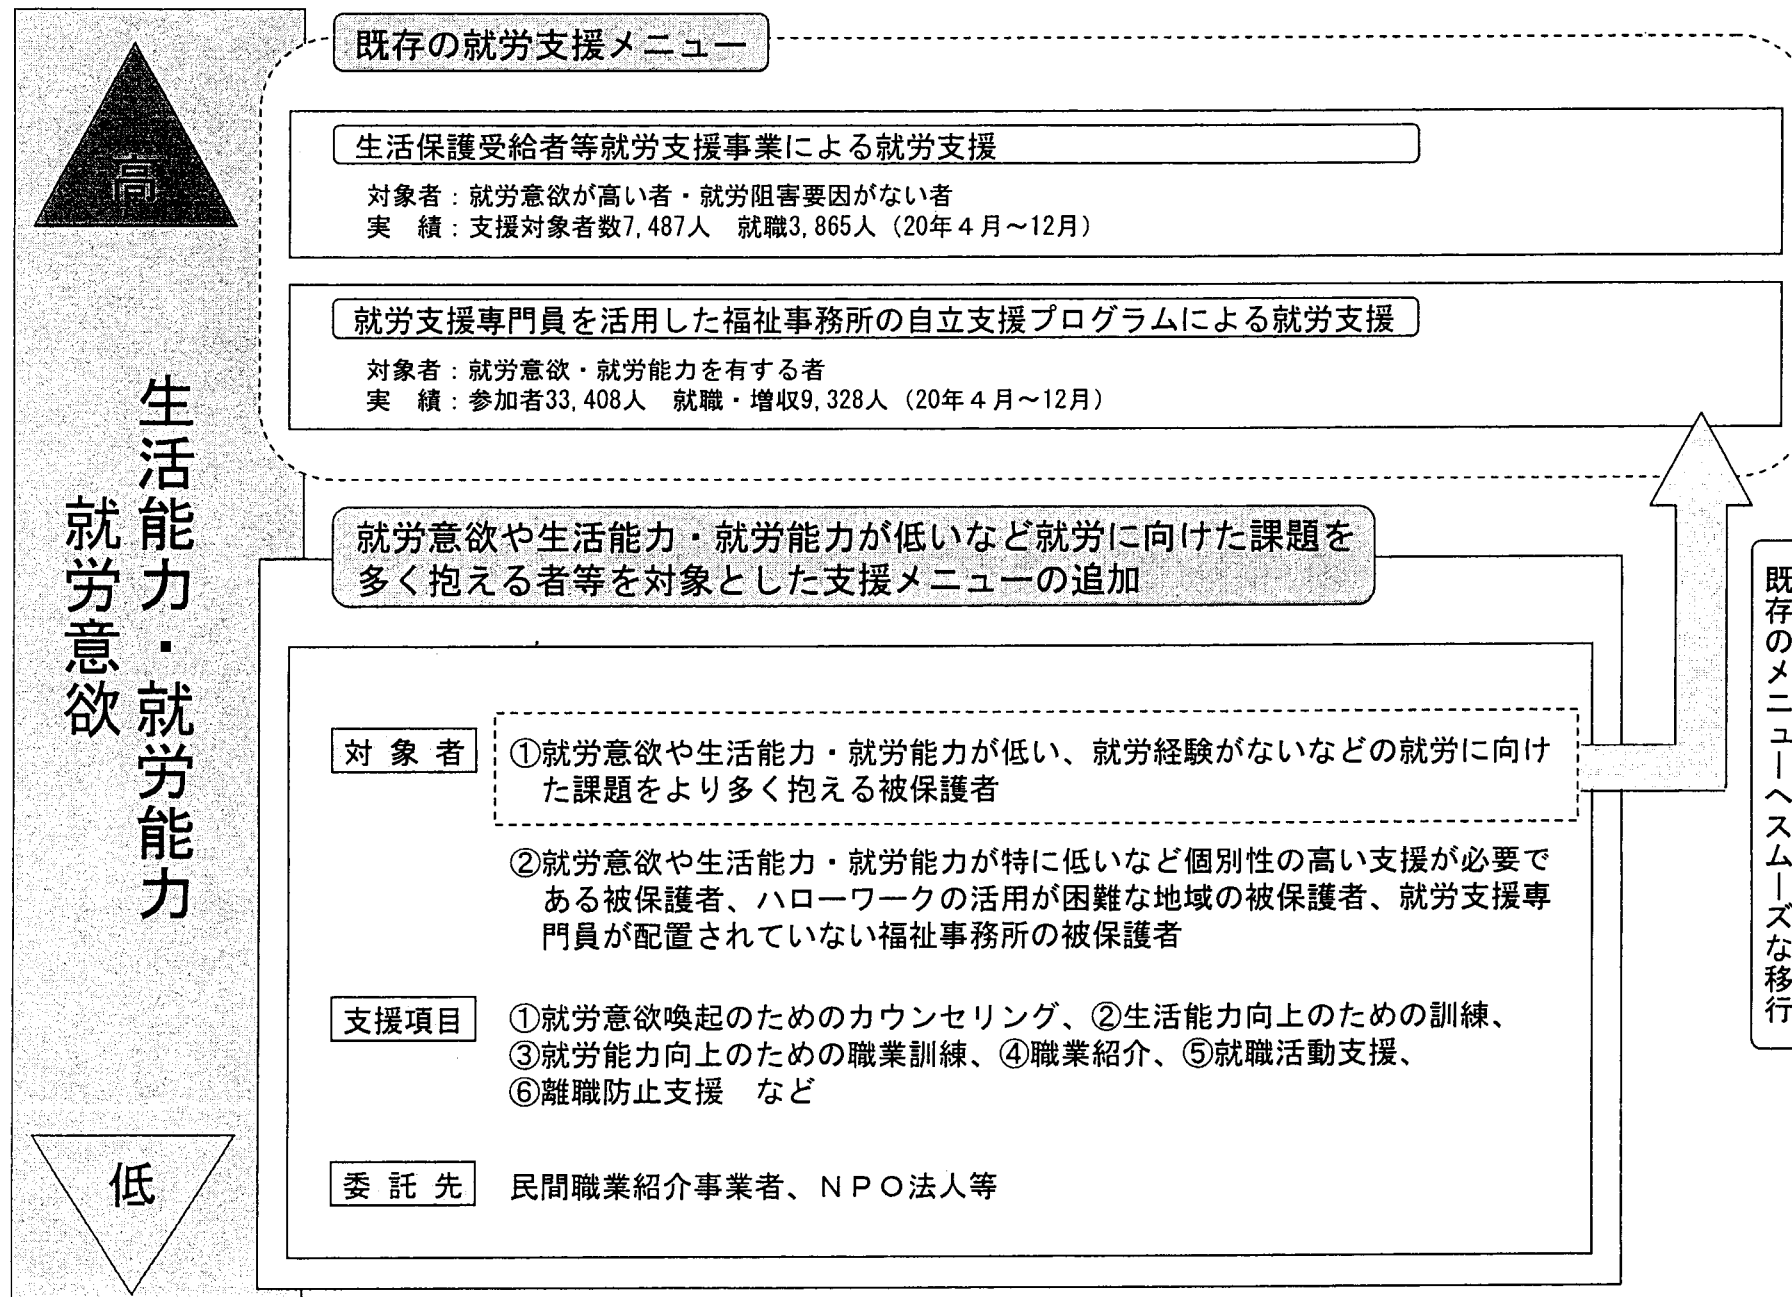 高
生活能力・就労能力
就労意欲
低
既存の就労支援メニュー
生活保護受給者等就労支援事業による就労支援
対象者：就労意欲が高い者・就労阻害要因がない者
実　績：支援対象者数7,487人　就職3,865人（20年４月～12月）
就労支援専門員を活用した福祉事務所の自立支援プログラムによる就労支援
対象者：就労意欲・就労能力を有する者
実　績：参加者33,408人　就職・増収9,328人（20年４月～12月）
就労意欲や生活能力・就労能力が低いなど就労に向けた課題を
多く抱える者等を対象とした支援メニューの追加
対 象 者
①就労意欲や生活能力・就労能力が低い、就労経験がないなどの就労に向け
た課題をより多く抱える被保護者
②就労意欲や生活能力・就労能力が特に低いなど個別性の高い支援が必要で
ある被保護者、ハローワークの活用が困難な地域の被保護者、就労支援専
門員が配置されていない福祉事務所の被保護者
支援項目
①就労意欲喚起のためのカウンセリング、②生活能力向上のための訓練、
③就労能力向上のための職業訓練、④職業紹介、⑤就職活動支援、
⑥離職防止支援　など
委 託 先
民間職業紹介事業者、ＮＰＯ法人等
既存のメニューへスムーズな移行